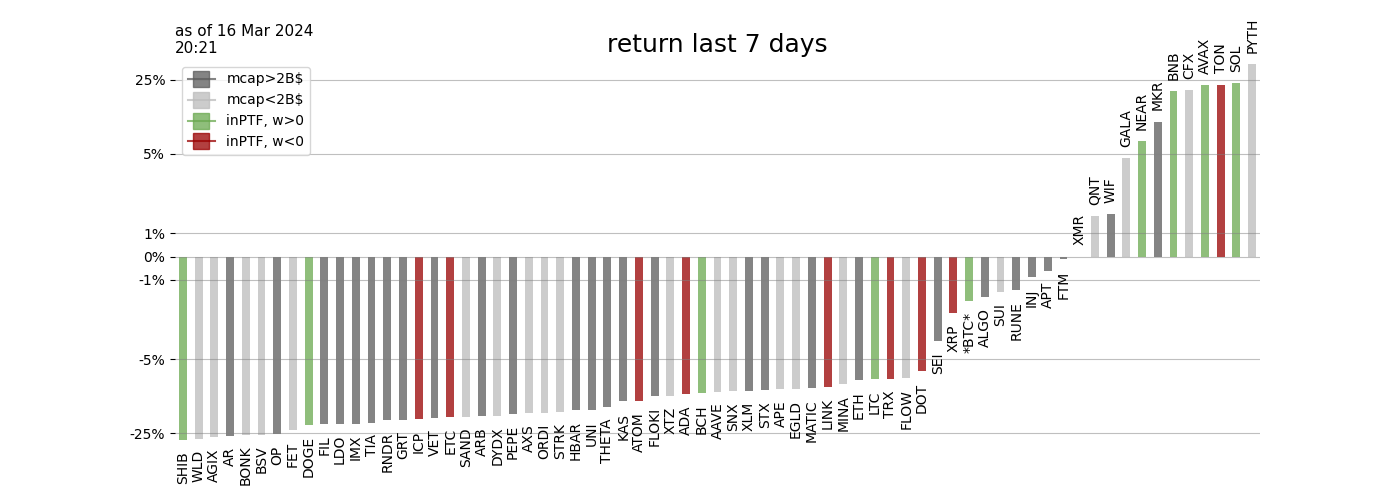 as of 16 Mar 2024
20:21
return last 7 days
mcap>2B$
mcap<2B$
inPTF, w>0
inPTF, w<0
25%
5%
1%
0%
-1%
-5%
-25%
SHIB
WLD
AGIX
AR
BONK
BSV
OP
FET
DOGE
FIL
LDO
IMX
TIA
RNDR
GRT
ICP
VET
ETC
SAND
ARB
DYDX
PEPE
AXS
ORDI
STRK
HBAR
UNI
THETA
KAS
ATOM
FLOKI
XTZ
ADA
BCH
AAVE
SNX
XLM
STX
APE
EGLD
MATIC
LINK
MINA
ETH
LTC
TRX
FLOW
DOT
SEI
XRP
*BTC*
ALGO
SUI
RUNE
INJ
APT
FTM
XMR
QNT
WIF
GALA
NEAR
MKR
BNB
CFX
AVAX
TON
SOL
PYTH